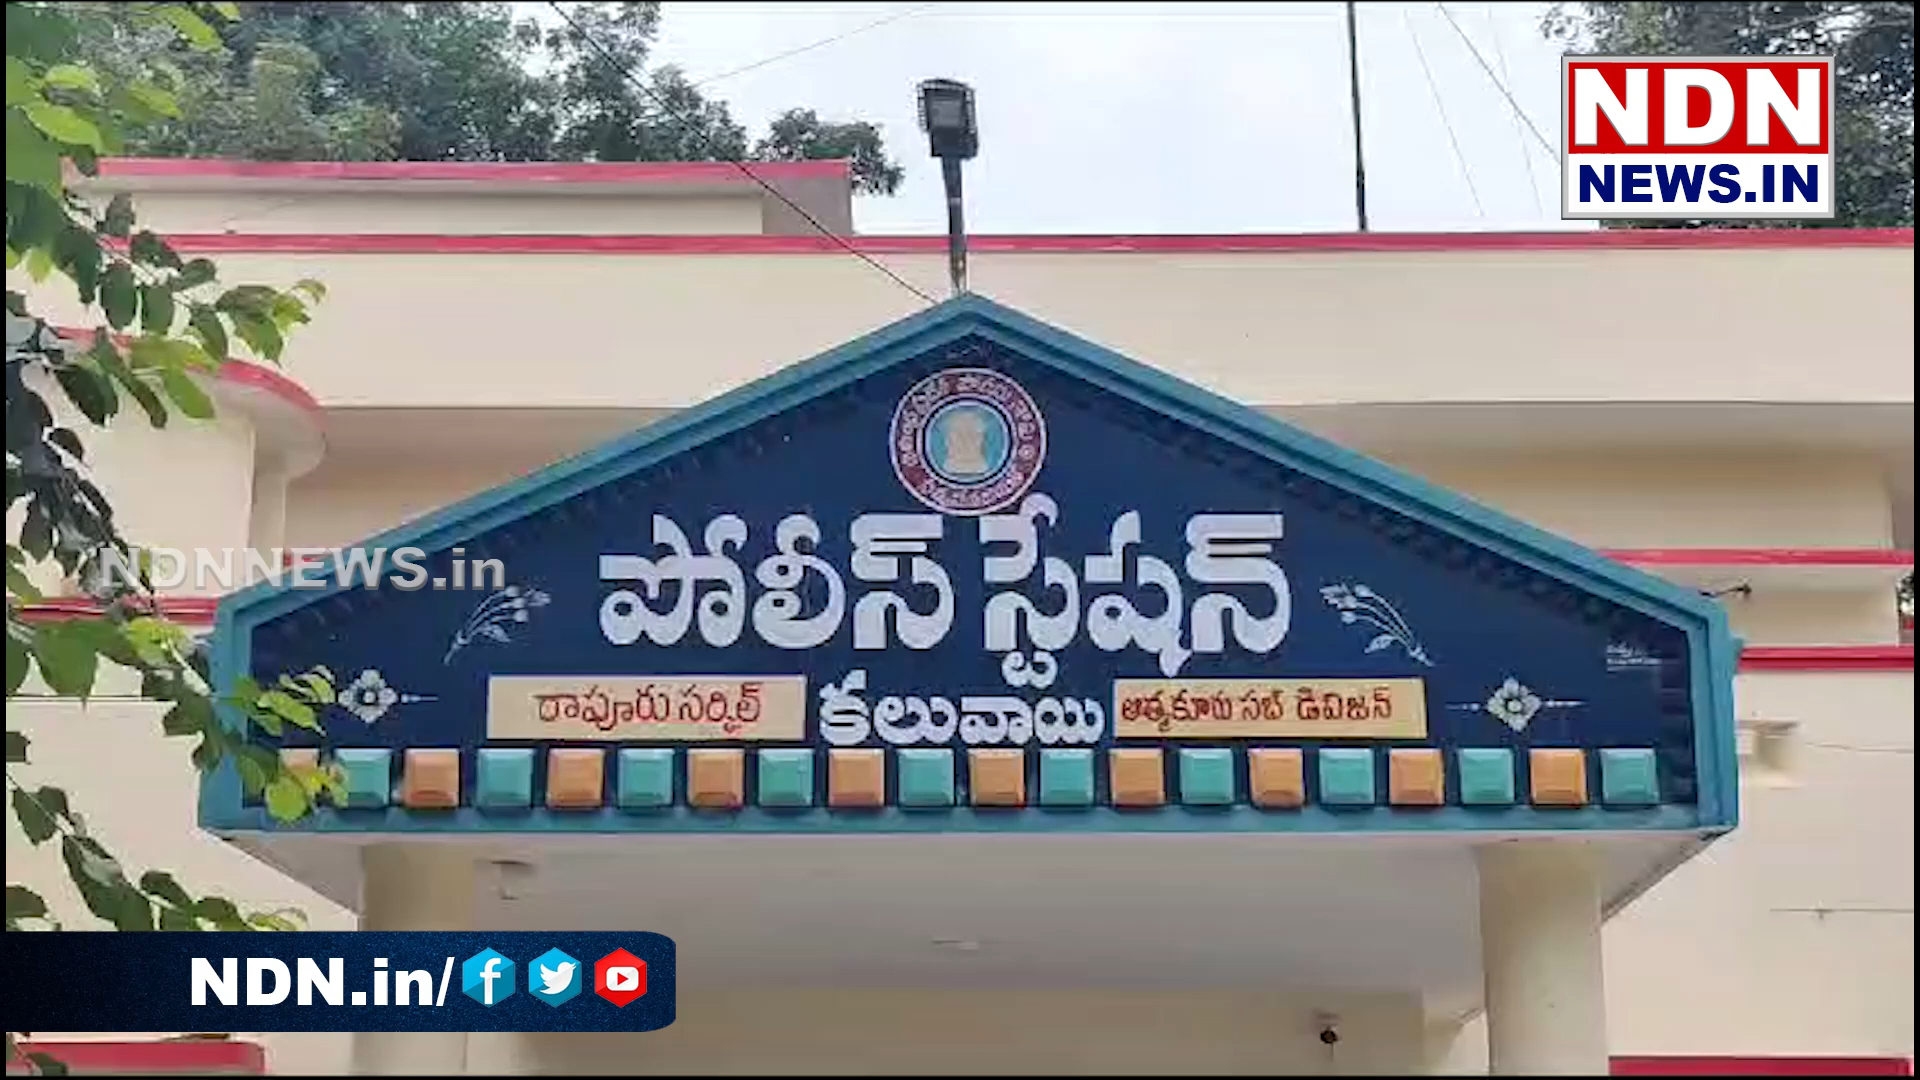 NDN
NEWS.IN
పోలీస్ స్టేషన్
NDNNEWS.in
రాపూరు సర్కిల్ కలువాయి ఆత్మకూరు సబ్ డివిజన్
NDN.in/